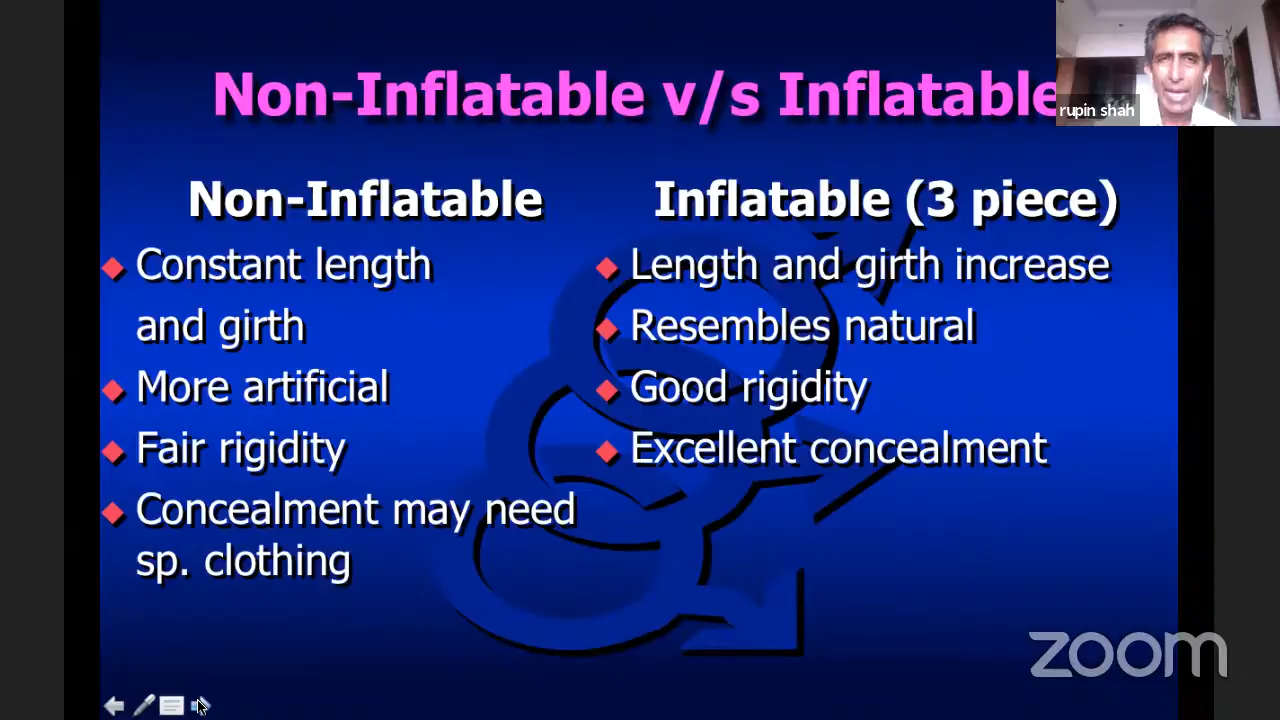 Non-Inflatable v/s Inflatable
rupin shah
Non-Inflatable
Constant length
and girth
More artificial
Fair rigidity
Concealment may need
sp. clothing
Inflatable (3 piece)
Length and girth increase
Resembles natural
Good rigidity
Excellent concealment
zoom